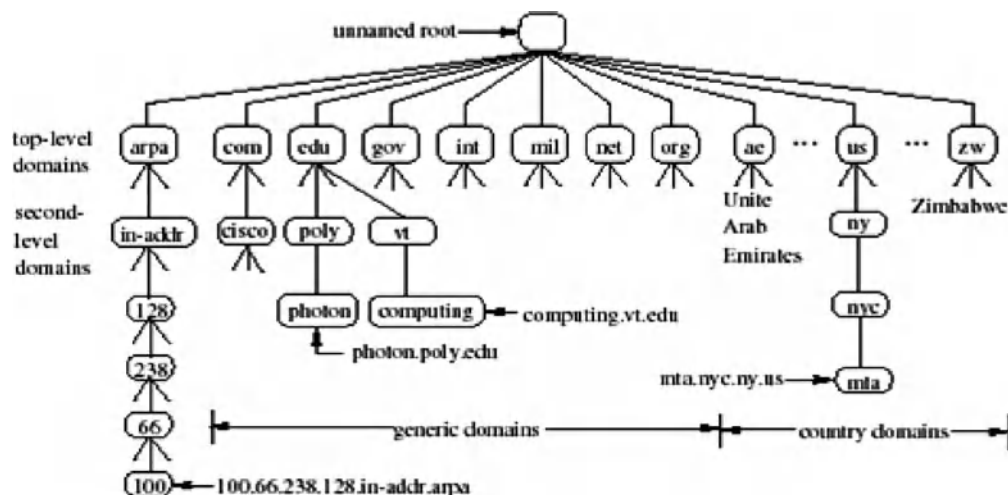 unnamed root
top-level
domains
arpa com edu gov int mil net org ae ... us ... zw
Unite
Arab
Emirates
Zimbabwe
second-
level
domains
in-addr cisco poly vt ny
128 photon computing nyc
computing.vt.edu
photon.poly.edu
238
mta.nyc.ny.us mta
66
generic domains country domains
100 100.66.238.128.in-addr.arpa